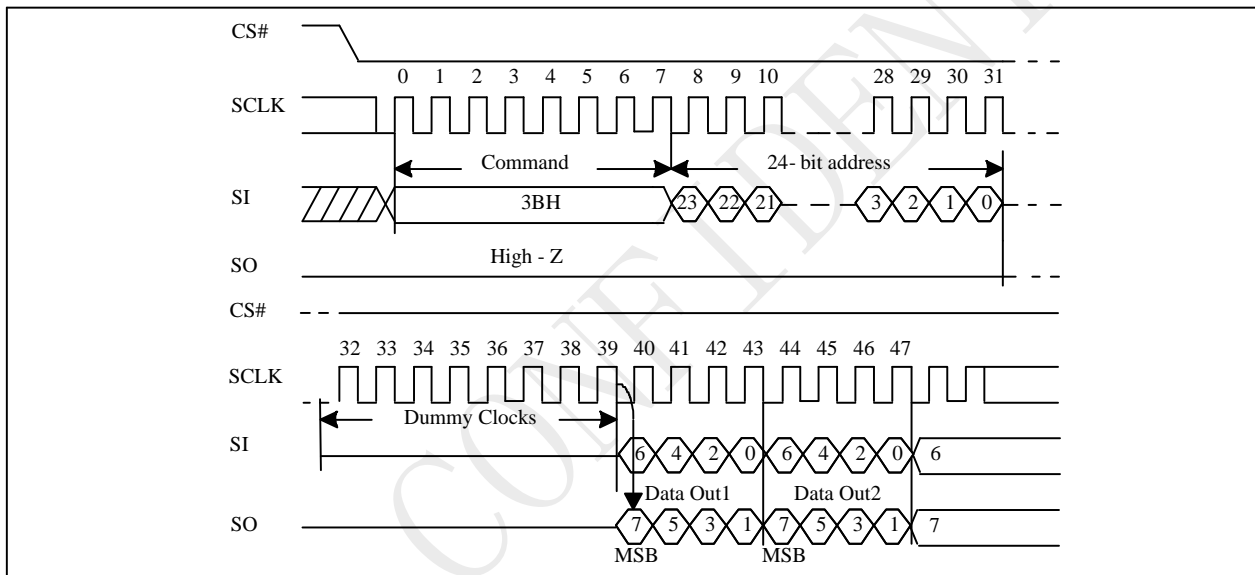 CS#
0 1 2 3 4 5 6 7 8 9 10 28 29 30 31
SCLK
Command 24- bit address
SI 3BH 23 22 21 3 2 1 0
High - Z
SO
CS#
32 33 34 35 36 37 38 39 40 41 42 43 44 45 46 47
SCLK
Dummy Clocks
SI 6 4 2 0 6 4 2 0 6
Data Out1 Data Out2
SO 7 5 3 1 7 5 3 1 7
MSB MSB
CONFIDENT